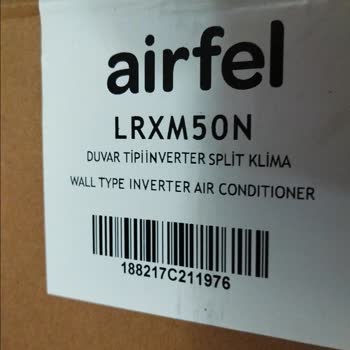 airfel
LRXM50N
DUVAR TİPİ İNVERTER SPLİT KLİMA
WALL TYPE INVERTER AIR CONDITIONER
188217C211976